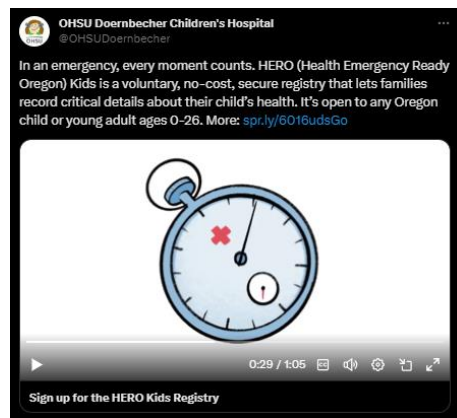 OHSU Doernbecher Children's Hospital
@OHSUDoernbecher
In an emergency, every moment counts. HERO (Health Emergency Ready
Oregon) Kids is a voluntary, no-cost, secure registry that lets families
record critical details about their child's health. It's open to any Oregon
child or young adult ages 0-26. More: spr.ly/6016udsGo
0:29 / 1:05
Sign up for the HERO Kids Registry